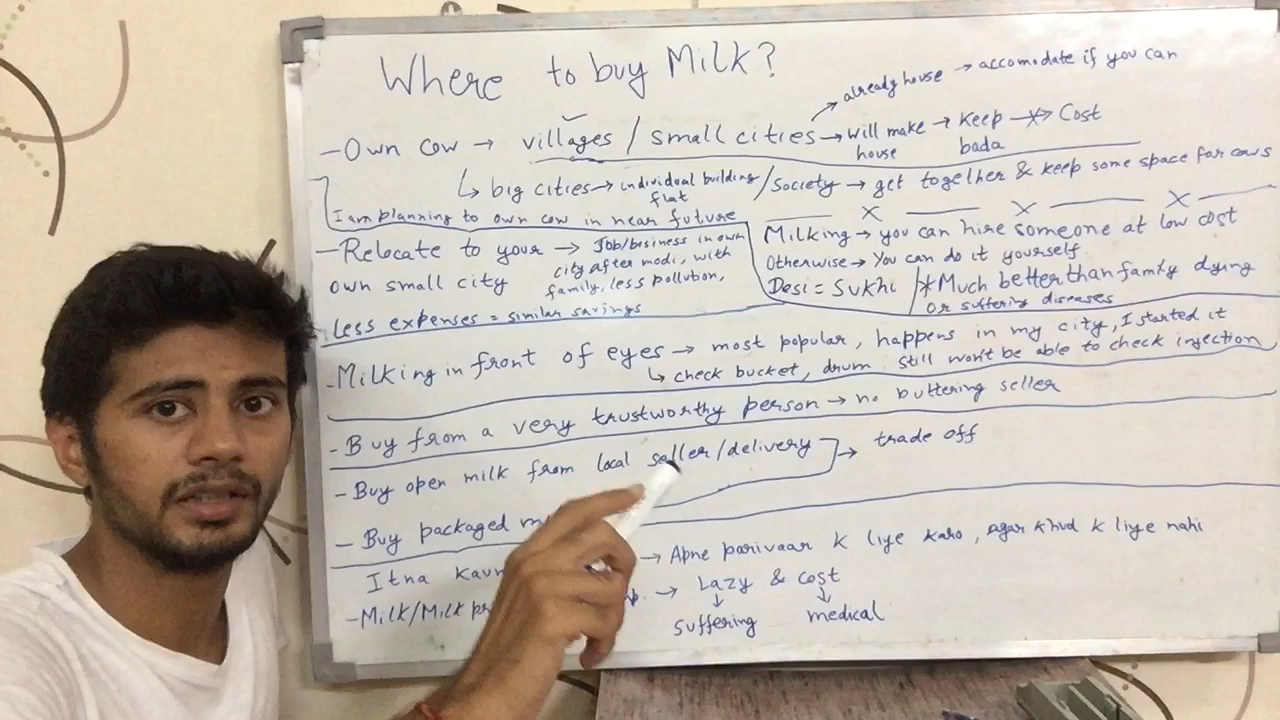 Where to buy Milk?
already house → accomodate if you can
- Own cow → villages / small cities → will make house → Keep bada → Cost
↳ big cities → individual building flat / Society → get together & keep some space for cows
I am planning to own cow in near future
- Relocate to your own small city → Job/business in own city after modi, with family, less pollution,
Less expenses = similar savings
Milking → you can hire someone at low cost
Otherwise → You can do it yourself
Desi = Sukhi / * Much better than family dying or suffering diseases
- Milking in front of eyes → most popular, happens in my city, I started it
↳ check bucket, drum. still won't be able to check injection
- Buy from a very trustworthy person → no buttering seller
- Buy open milk from local seller/delivery → trade off
- Buy packaged
Itna → Apne parivaar k liye karo, agar khud k liye nahi
- Milk/Milk → Lazy & cost
↓ ↓
suffering medical